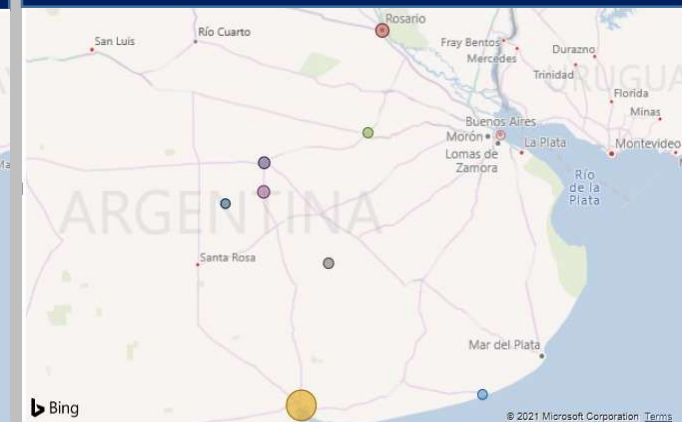 Rosario
San Luis
Río Cuarto
Fray Bentos
Mercedes
Durazno
Trinidad
URUGUA
Florida
Minas
Buenos Aires
Morón
La Plata
Montevideo
Lomas de
Zamora
Río
de la
Plata
ARGENTINA
Santa Rosa
Mar del Plata
Bing
© 2021 Microsoft Corporation Terms